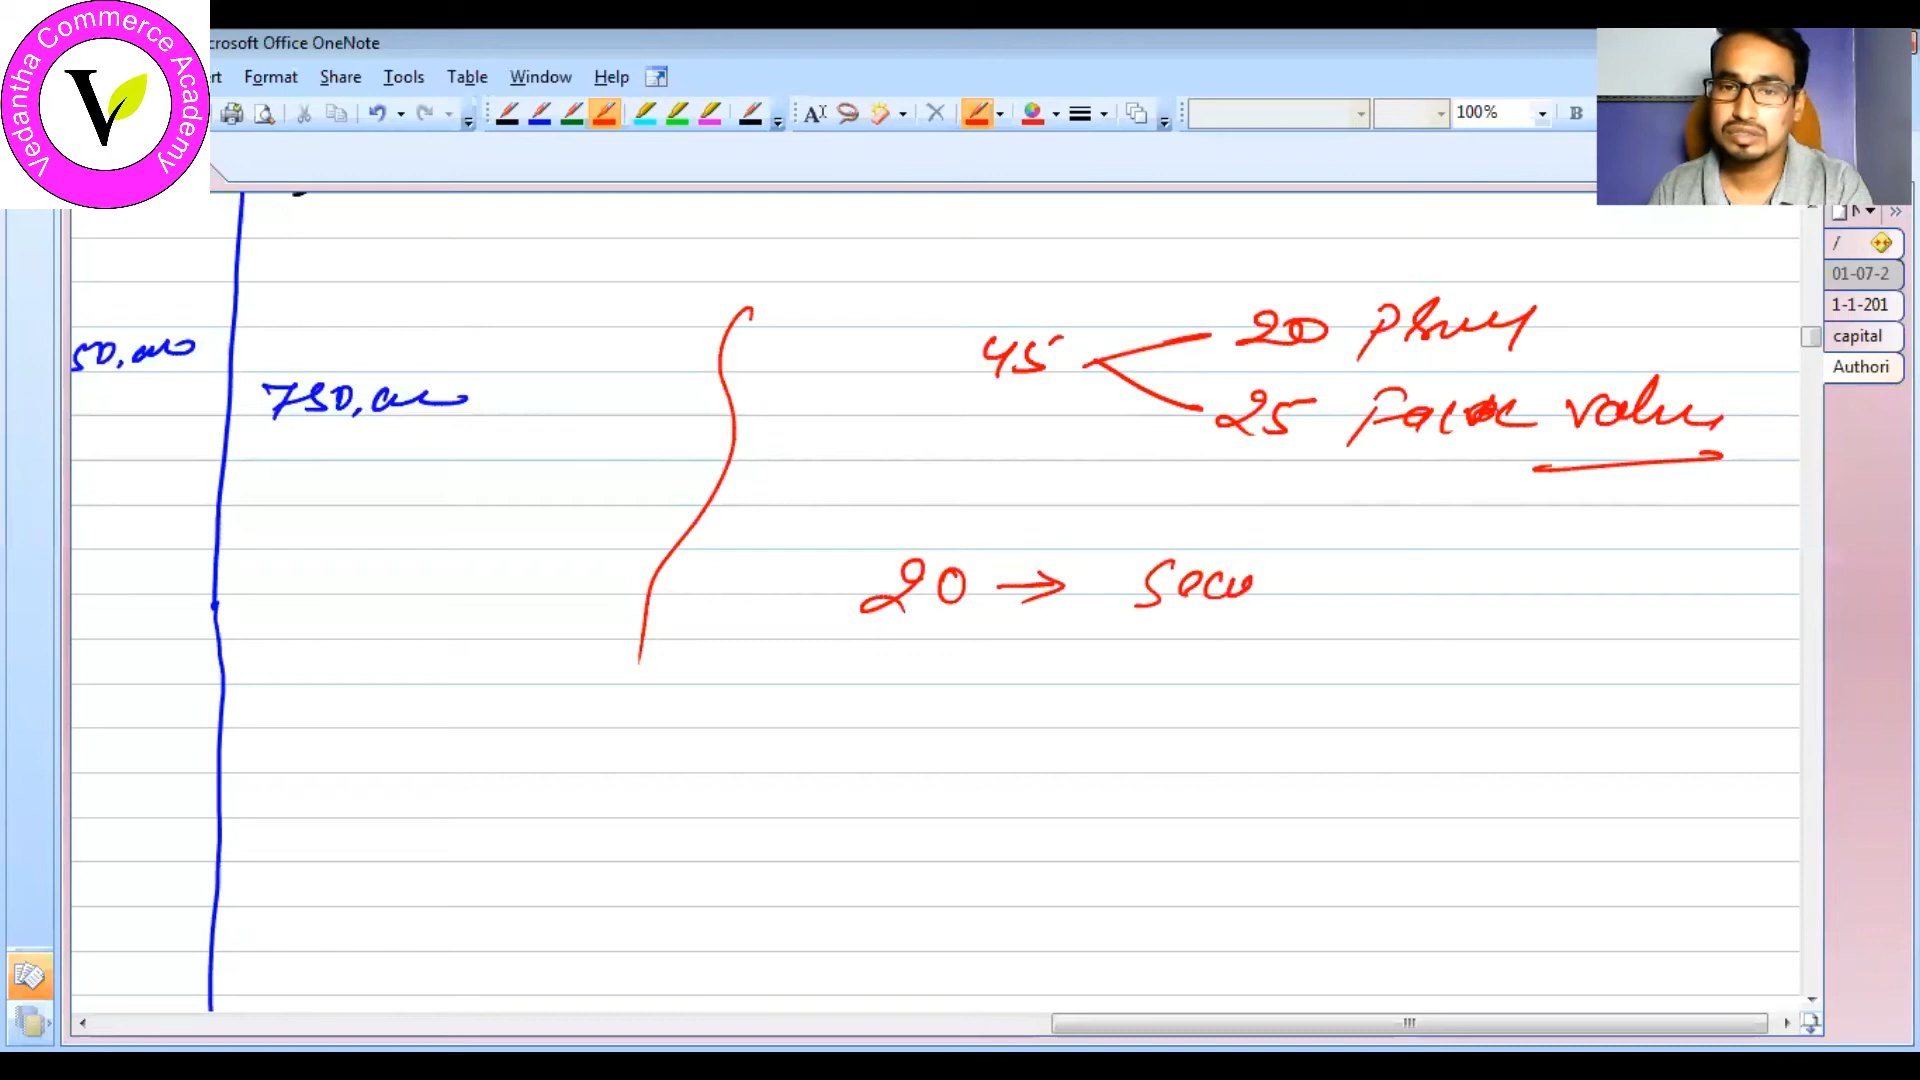 Vedantha Commerce Academy
V
crosoft Office OneNote
rt Format Share Tools Table Window Help
100% B
N
/
01-07-2
1-1-201
capital
Authori
50,000
750,000
45
20
25 Face value
20 → Secu